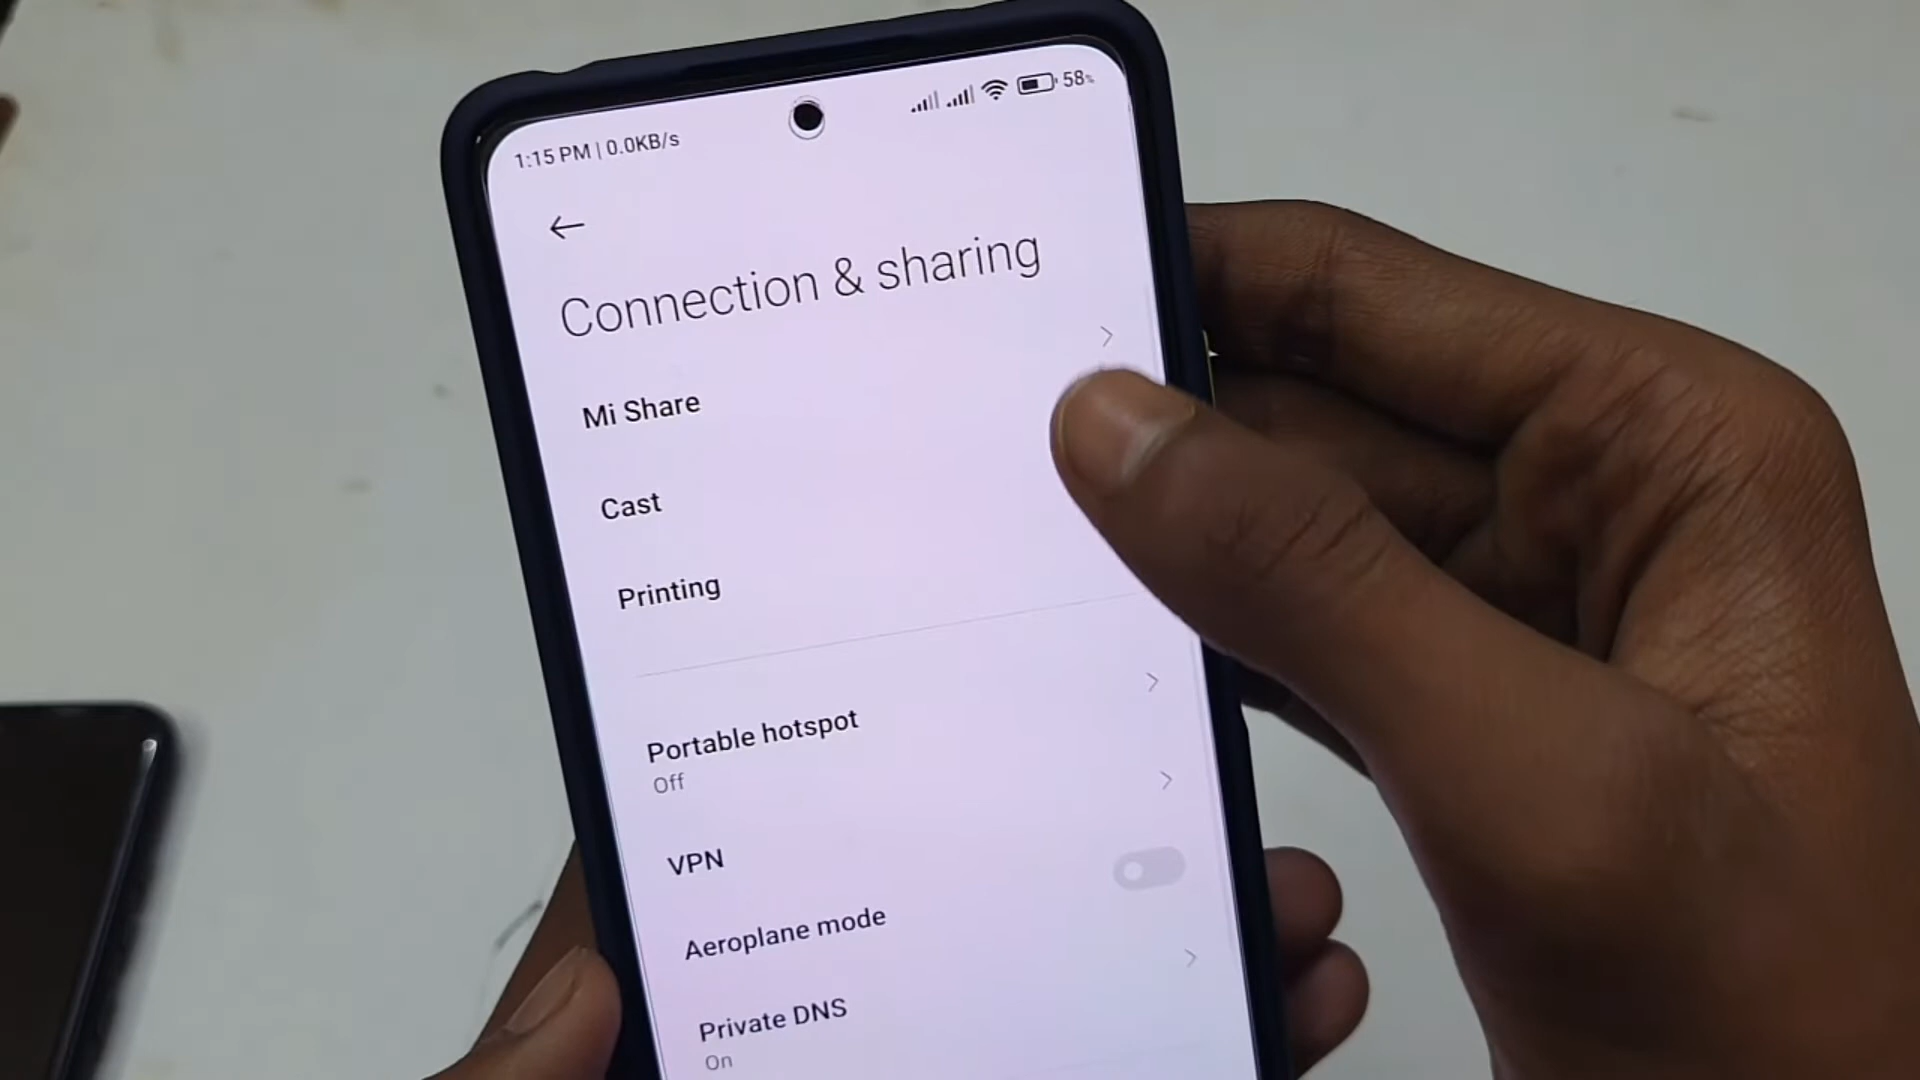 1:15 PM | 0.0KB/s
58%
Connection & sharing
Mi Share
Cast
Printing
Portable hotspot
Off
VPN
Aeroplane mode
Private DNS
On